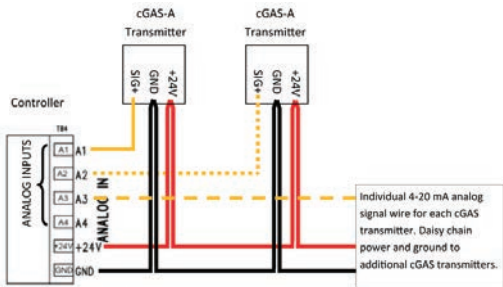 cGAS-A
Transmitter
cGAS-A
Transmitter
SIG+
GND
+24V
SIG+
GND
+24V
Controller
TB4
ANALOG INPUTS
A1 A1
A2 A2
A3 A3
A4 A4
+24V +24V
GND GND
ANALOG IN
Individual 4-20 mA analog
signal wire for each cGAS
transmitter. Daisy chain
power and ground to
additional cGAS transmitters.